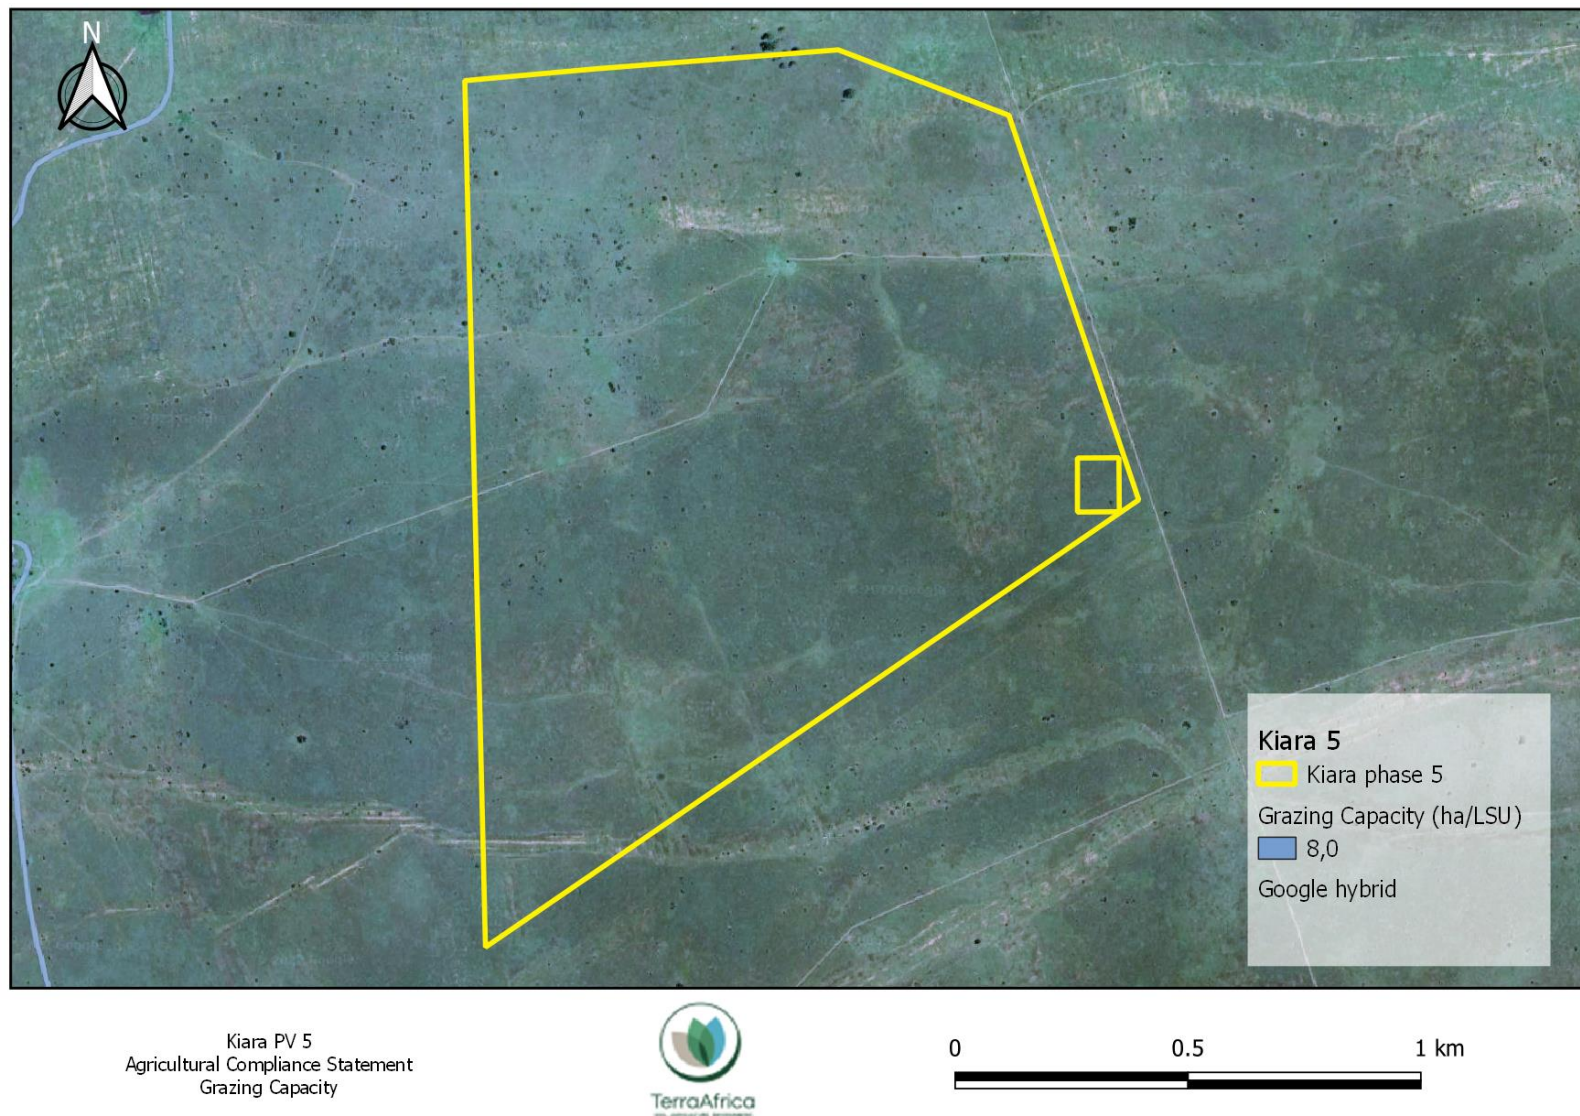 N
Kiara 5
Kiara phase 5
Grazing Capacity (ha/LSU)
8,0
Google hybrid
Kiara PV 5
Agricultural Compliance Statement
Grazing Capacity
TerraAfrica
0 0.5 1 km